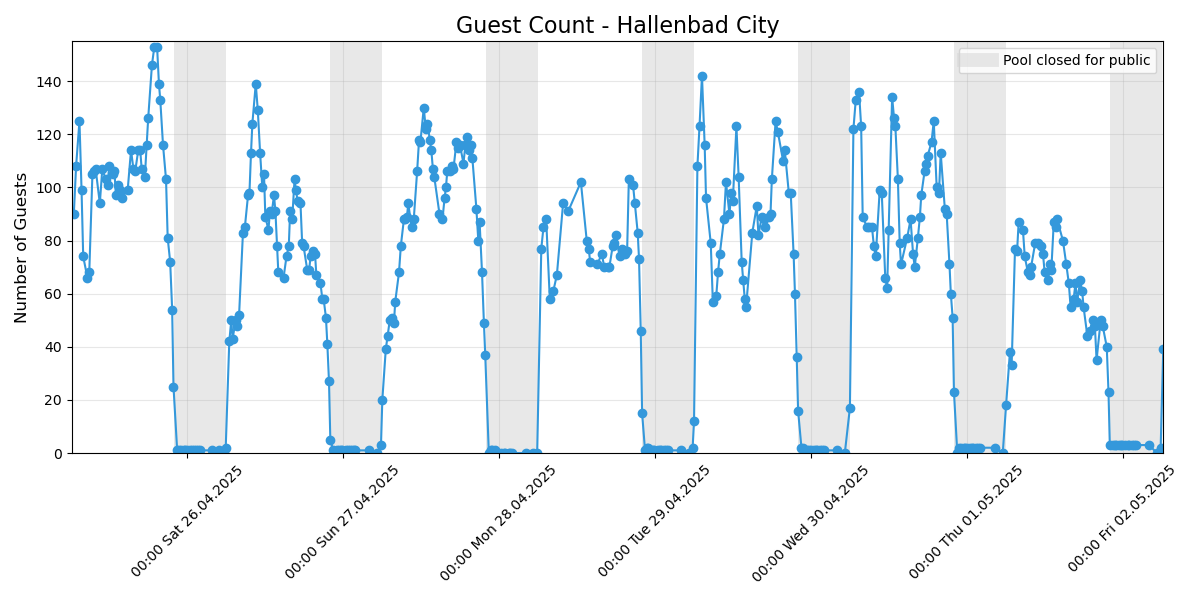 Guest Count - Hallenbad City
Pool closed for public
Number of Guests
140
120
100
80
60
40
20
0
00:00 Sat 26.04.2025
00:00 Sun 27.04.2025
00:00 Mon 28.04.2025
00:00 Tue 29.04.2025
00:00 Wed 30.04.2025
00:00 Thu 01.05.2025
00:00 Fri 02.05.2025